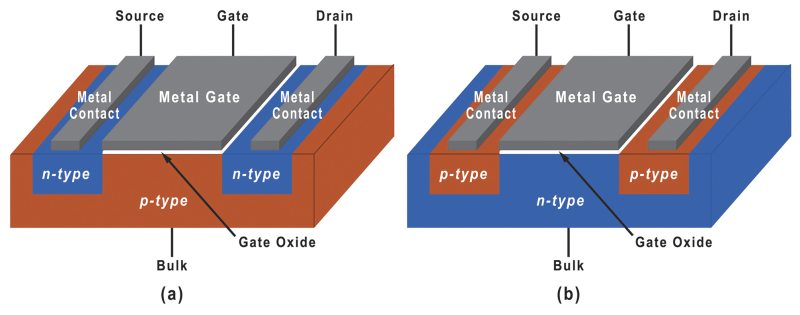 Source Gate Drain
Metal
Contact
Metal Gate
Metal
Contact
n-type
n-type
p-type
Gate Oxide
Bulk
(a)
Source Gate Drain
Metal
Contact
Metal Gate
Metal
Contact
p-type
p-type
n-type
Gate Oxide
Bulk
(b)